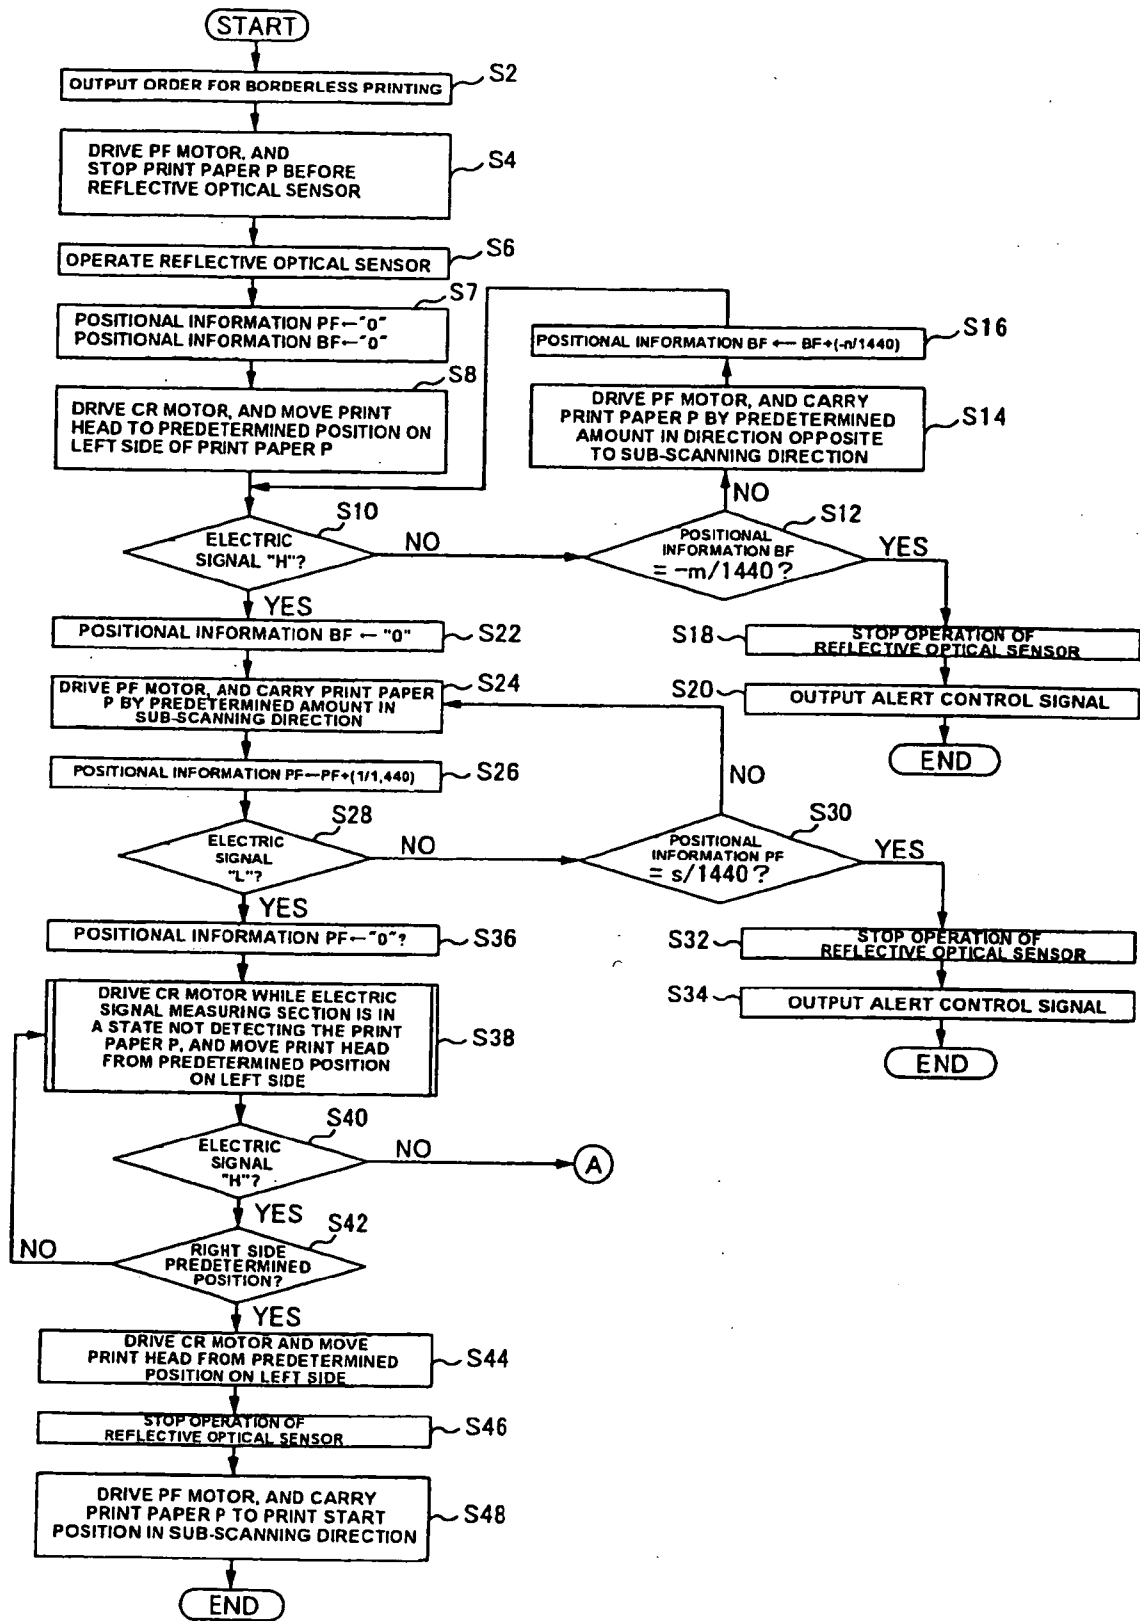 START
OUTPUT ORDER FOR BORDERLESS PRINTING
S2
DRIVE PF MOTOR, AND
STOP PRINT PAPER P BEFORE
REFLECTIVE OPTICAL SENSOR
S4
OPERATE REFLECTIVE OPTICAL SENSOR
S6
S7
POSITIONAL INFORMATION PF←"0"
POSITIONAL INFORMATION BF←"0"
S8
DRIVE CR MOTOR, AND MOVE PRINT
HEAD TO PREDETERMINED POSITION ON
LEFT SIDE OF PRINT PAPER P
POSITIONAL INFORMATION BF ← BF+(-n/1440)
S16
DRIVE PF MOTOR, AND CARRY
PRINT PAPER P BY PREDETERMINED
AMOUNT IN DIRECTION OPPOSITE
TO SUB-SCANNING DIRECTION
S14
NO
S10
ELECTRIC
SIGNAL "H"?
NO
YES
S12
POSITIONAL
INFORMATION BF
= -m/1440?
YES
POSITIONAL INFORMATION BF ← "0"
S22
S18
STOP OPERATION OF
REFLECTIVE OPTICAL SENSOR
S24
DRIVE PF MOTOR, AND CARRY PRINT PAPER
P BY PREDETERMINED AMOUNT IN
SUB-SCANNING DIRECTION
S20
OUTPUT ALERT CONTROL SIGNAL
END
POSITIONAL INFORMATION PF←PF+(1/1,440)
S26
NO
S28
ELECTRIC
SIGNAL
"L"?
NO
YES
S30
POSITIONAL
INFORMATION PF
= s/1440?
YES
POSITIONAL INFORMATION PF←"0"?
S36
S32
STOP OPERATION OF
REFLECTIVE OPTICAL SENSOR
S34
OUTPUT ALERT CONTROL SIGNAL
END
DRIVE CR MOTOR WHILE ELECTRIC
SIGNAL MEASURING SECTION IS IN
A STATE NOT DETECTING THE PRINT
PAPER P, AND MOVE PRINT HEAD
FROM PREDETERMINED POSITION
ON LEFT SIDE
S38
S40
ELECTRIC
SIGNAL
"H"?
NO
A
YES
S42
RIGHT SIDE
PREDETERMINED
POSITION?
NO
YES
DRIVE CR MOTOR AND MOVE
PRINT HEAD FROM PREDETERMINED
POSITION ON LEFT SIDE
S44
STOP OPERATION OF
REFLECTIVE OPTICAL SENSOR
S46
DRIVE PF MOTOR, AND CARRY
PRINT PAPER P TO PRINT START
POSITION IN SUB-SCANNING DIRECTION
S48
END